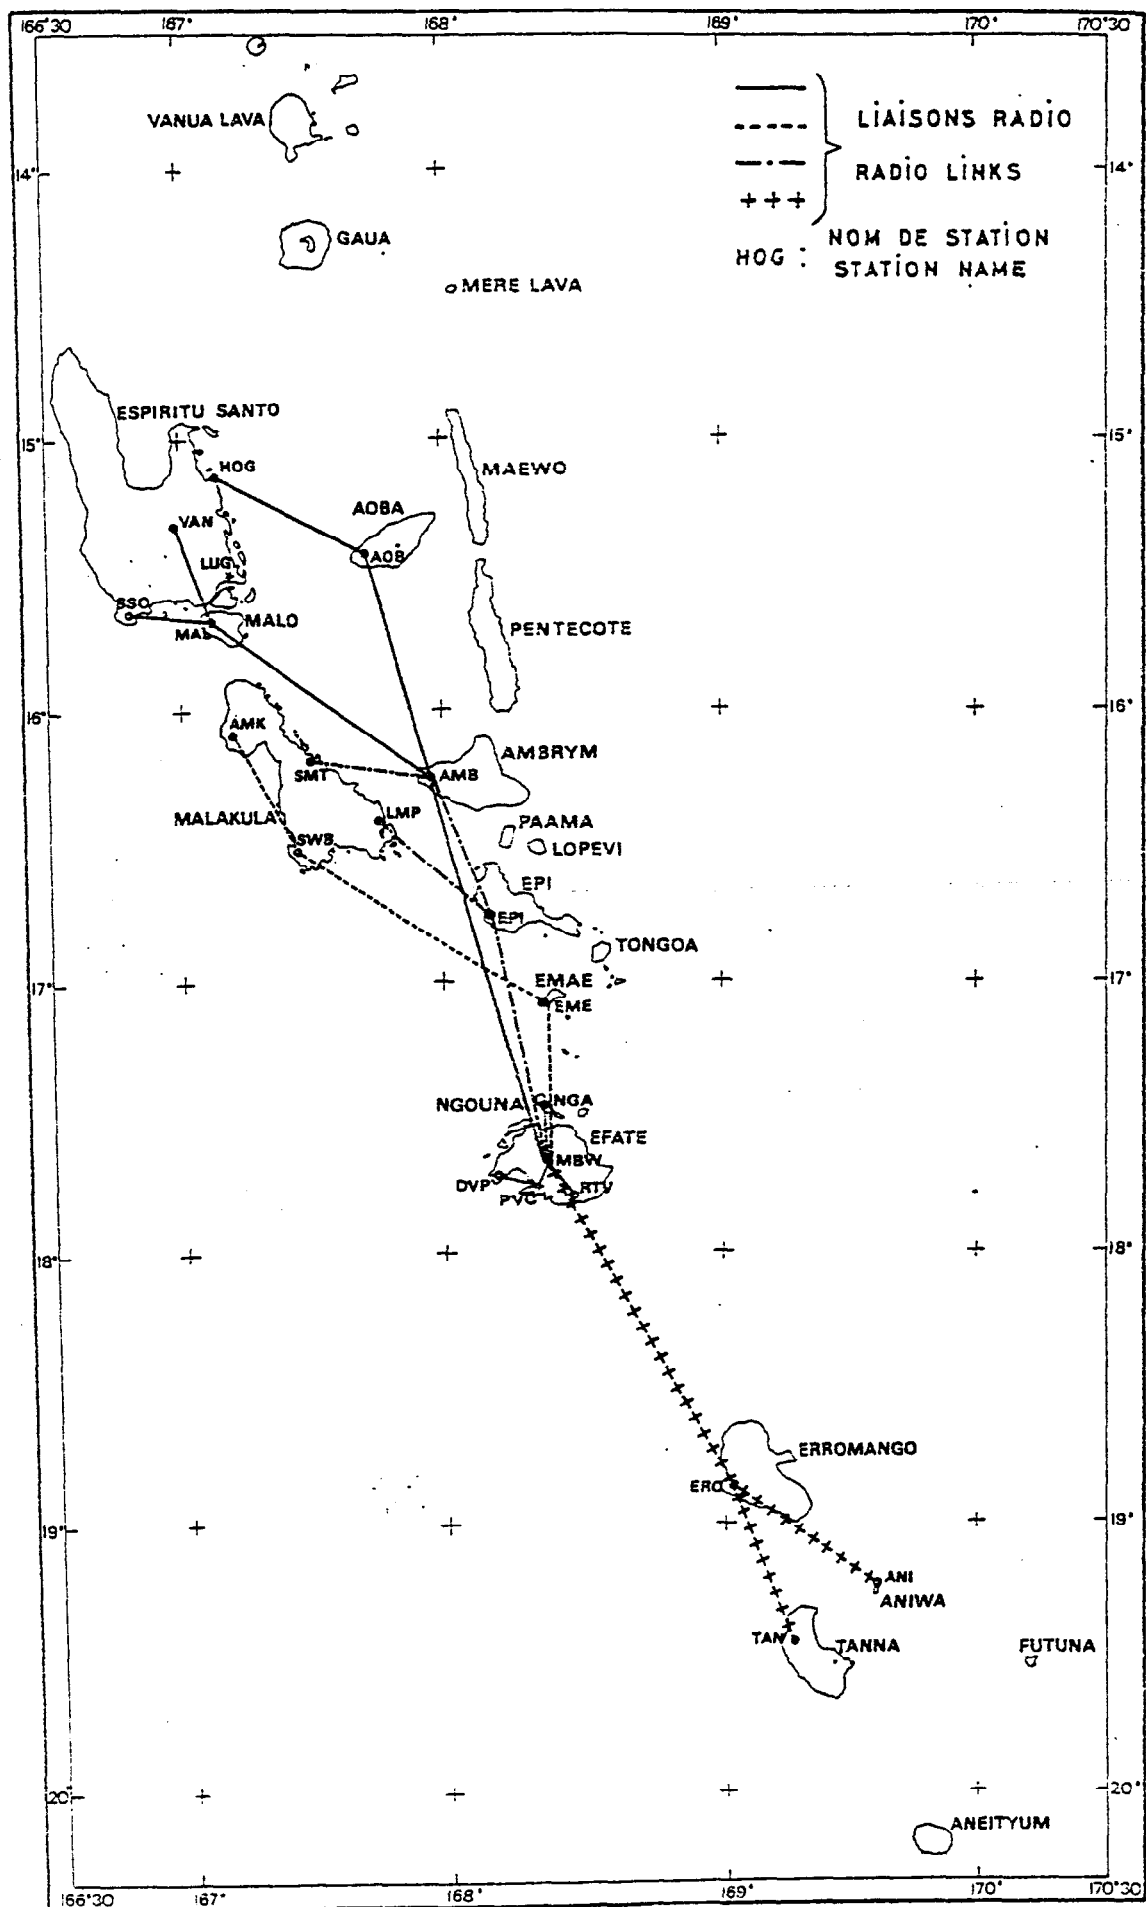 166°30 167° 168° 169° 170° 170°30
VANUA LAVA
LiAiSONS RADiO
RADiO LiNKS
14° 14°
GAUA
HOG : NOM DE STATiON
STATiON NAME
MERE LAVA
ESPIRITU SANTO
15° 15°
HOG
MAEWO
AOBA
VAN
AOB
LUG
SSO
MALO
MAL
PENTECOTE
16° 16°
AMK
AMBRYM
SMT
AMB
MALAKULA
LMP
PAAMA
SWB
LOPEVI
EPI
EPI
TONGOA
17° 17°
EMAE
EME
NGOUNA
NGA
EFATE
MBW
DVP
RTV
PVC
18° 18°
ERROMANGO
ERO
19° 19°
ANI
ANIWA
TAN
TANNA
FUTUNA
20° 20°
ANEITYUM
166°30 167° 168° 169° 170° 170°30